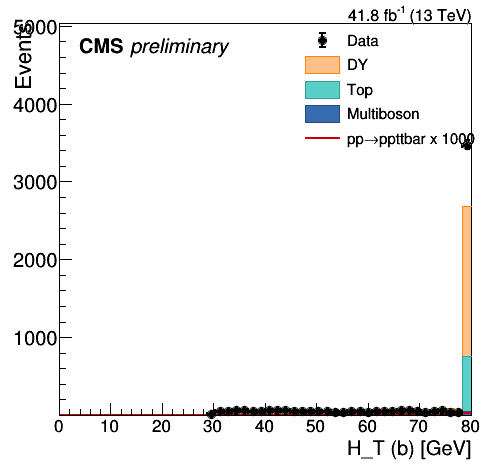 41.8 fb⁻¹ (13 TeV)
CMS preliminary
Data
DY
Top
Multiboson
pp→ppttbar x 1000
Events
5000
4000
3000
2000
1000
0 10 20 30 40 50 60 70 80
H_T (b) [GeV]